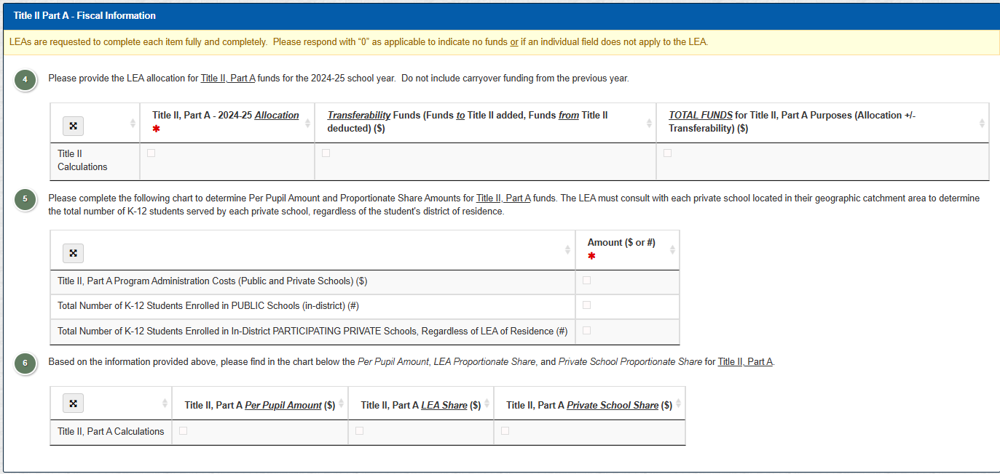 Title II Part A - Fiscal Information
LEAs are requested to complete each item fully and completely.  Please respond with “0” as applicable to indicate no funds or if an individual field does not apply to the LEA.
4
Please provide the LEA allocation for Title II, Part A funds for the 2024-25 school year.  Do not include carryover funding from the previous year.
Title II, Part A - 2024-25 Allocation
✱
Transferability Funds (Funds to Title II added, Funds from Title II
deducted) ($)
TOTAL FUNDS for Title II, Part A Purposes (Allocation +/-
Transferability) ($)
Title II
Calculations
5
Please complete the following chart to determine Per Pupil Amount and Proportionate Share Amounts for Title II, Part A funds. The LEA must consult with each private school located in their geographic catchment area to determine
the total number of K-12 students served by each private school, regardless of the student's district of residence.
Amount ($ or #)
✱
Title II, Part A Program Administration Costs (Public and Private Schools) ($)
Total Number of K-12 Students Enrolled in PUBLIC Schools (in-district) (#)
Total Number of K-12 Students Enrolled in In-District PARTICIPATING PRIVATE Schools, Regardless of LEA of Residence (#)
6
Based on the information provided above, please find in the chart below the Per Pupil Amount, LEA Proportionate Share, and Private School Proportionate Share for Title II, Part A.
Title II, Part A Per Pupil Amount ($)
Title II, Part A LEA Share ($)
Title II, Part A Private School Share ($)
Title II, Part A Calculations